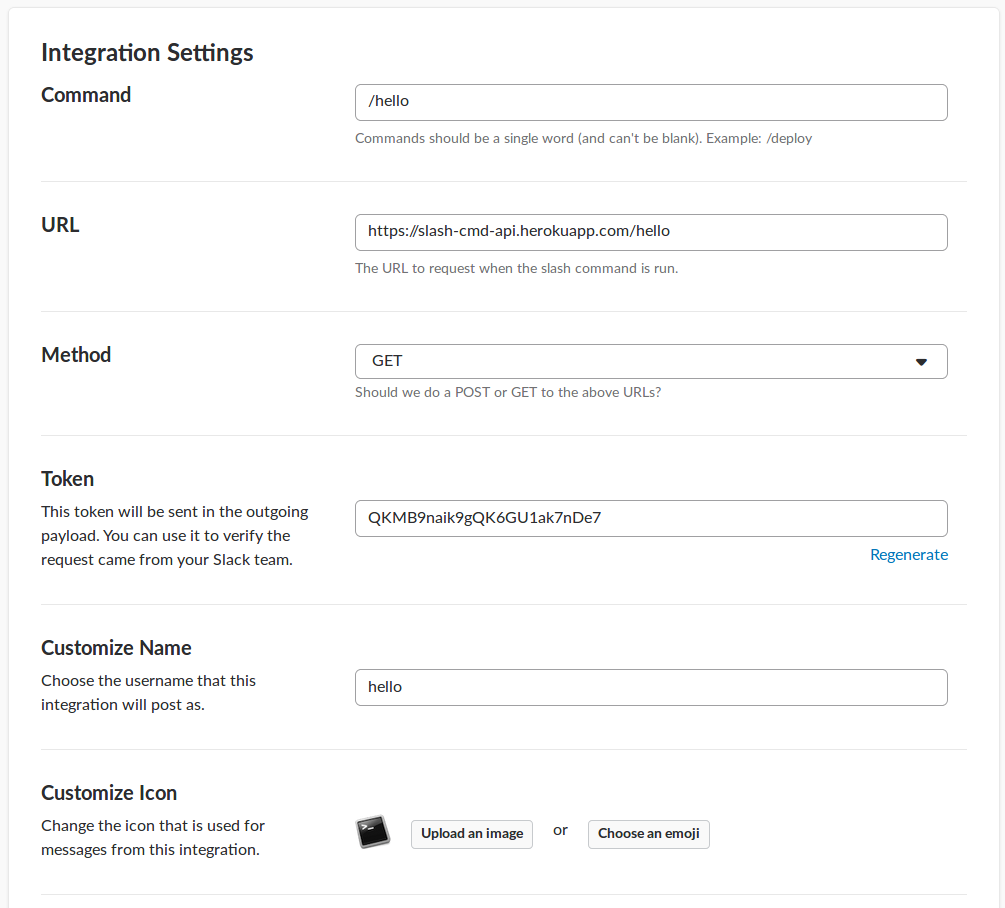 Integration Settings
Command
/hello
Commands should be a single word (and can't be blank). Example: /deploy
URL
https://slash-cmd-api.herokuapp.com/hello
The URL to request when the slash command is run.
Method
GET
Should we do a POST or GET to the above URLs?
Token
This token will be sent in the outgoing
payload. You can use it to verify the
request came from your Slack team.
QKMB9naik9gQK6GU1ak7nDe7
Regenerate
Customize Name
Choose the username that this
integration will post as.
hello
Customize Icon
Change the icon that is used for
messages from this integration.
>_
Upload an image or Choose an emoji